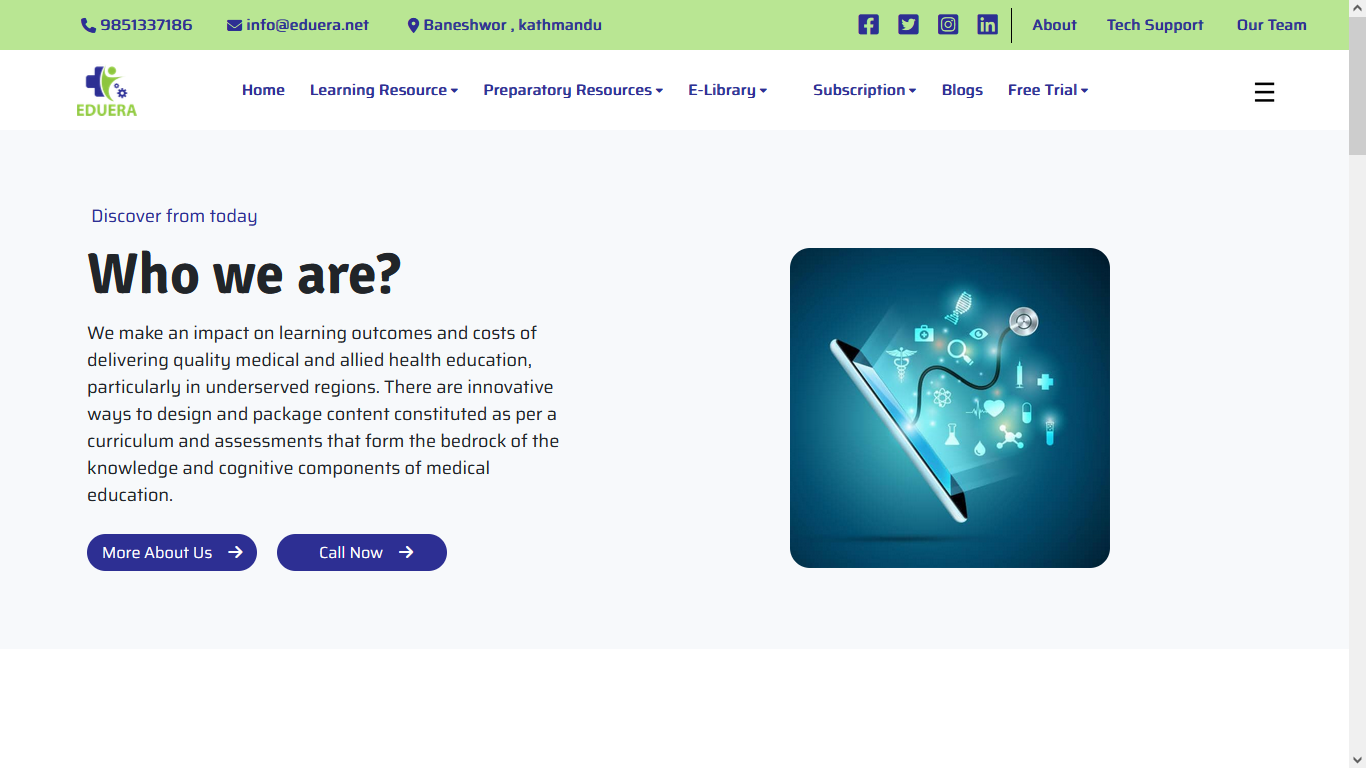 9851337186 info@eduera.net Baneshwor , kathmandu About Tech Support Our Team
EDUERA
Home Learning Resource Preparatory Resources E-Library Subscription Blogs Free Trial
Discover from today
Who we are?
We make an impact on learning outcomes and costs of
delivering quality medical and allied health education,
particularly in underserved regions. There are innovative
ways to design and package content constituted as per a
curriculum and assessments that form the bedrock of the
knowledge and cognitive components of medical
education.
More About Us Call Now